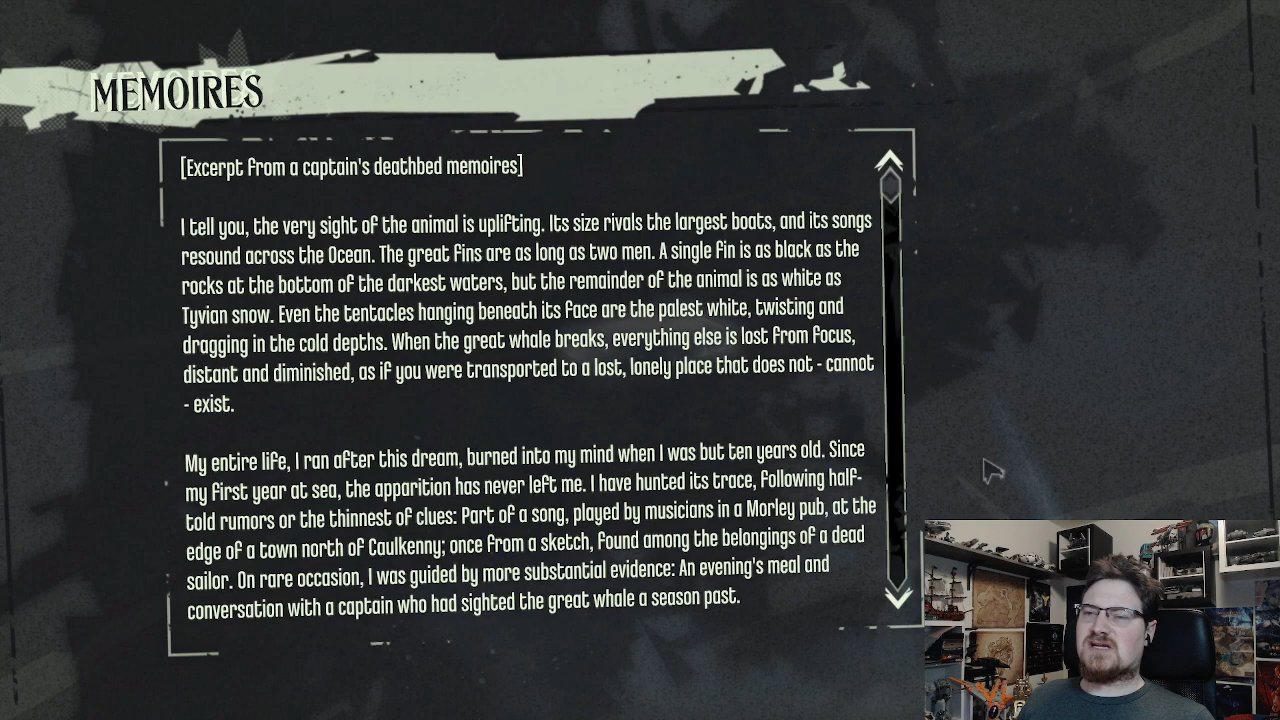 MEMOIRES
[Excerpt from a captain's deathbed memoires]
I tell you, the very sight of the animal is uplifting. Its size rivals the largest boats, and its songs
resound across the Ocean. The great fins are as long as two men. A single fin is as black as the
rocks at the bottom of the darkest waters, but the remainder of the animal is as white as
Tyvian snow. Even the tentacles hanging beneath its face are the palest white, twisting and
dragging in the cold depths. When the great whale breaks, everything else is lost from focus,
distant and diminished, as if you were transported to a lost, lonely place that does not - cannot
- exist.
My entire life, I ran after this dream, burned into my mind when I was but ten years old. Since
my first year at sea, the apparition has never left me. I have hunted its trace, following half-
told rumors or the thinnest of clues: Part of a song, played by musicians in a Morley pub, at the
edge of a town north of Caulkenny; once from a sketch, found among the belongings of a dead
sailor. On rare occasion, I was guided by more substantial evidence: An evening's meal and
conversation with a captain who had sighted the great whale a season past.